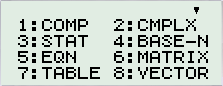 1:COMP 2:CMPLX
3:STAT 4:BASE-N
5:EQN 6:MATRIX
7:TABLE 8:VECTOR